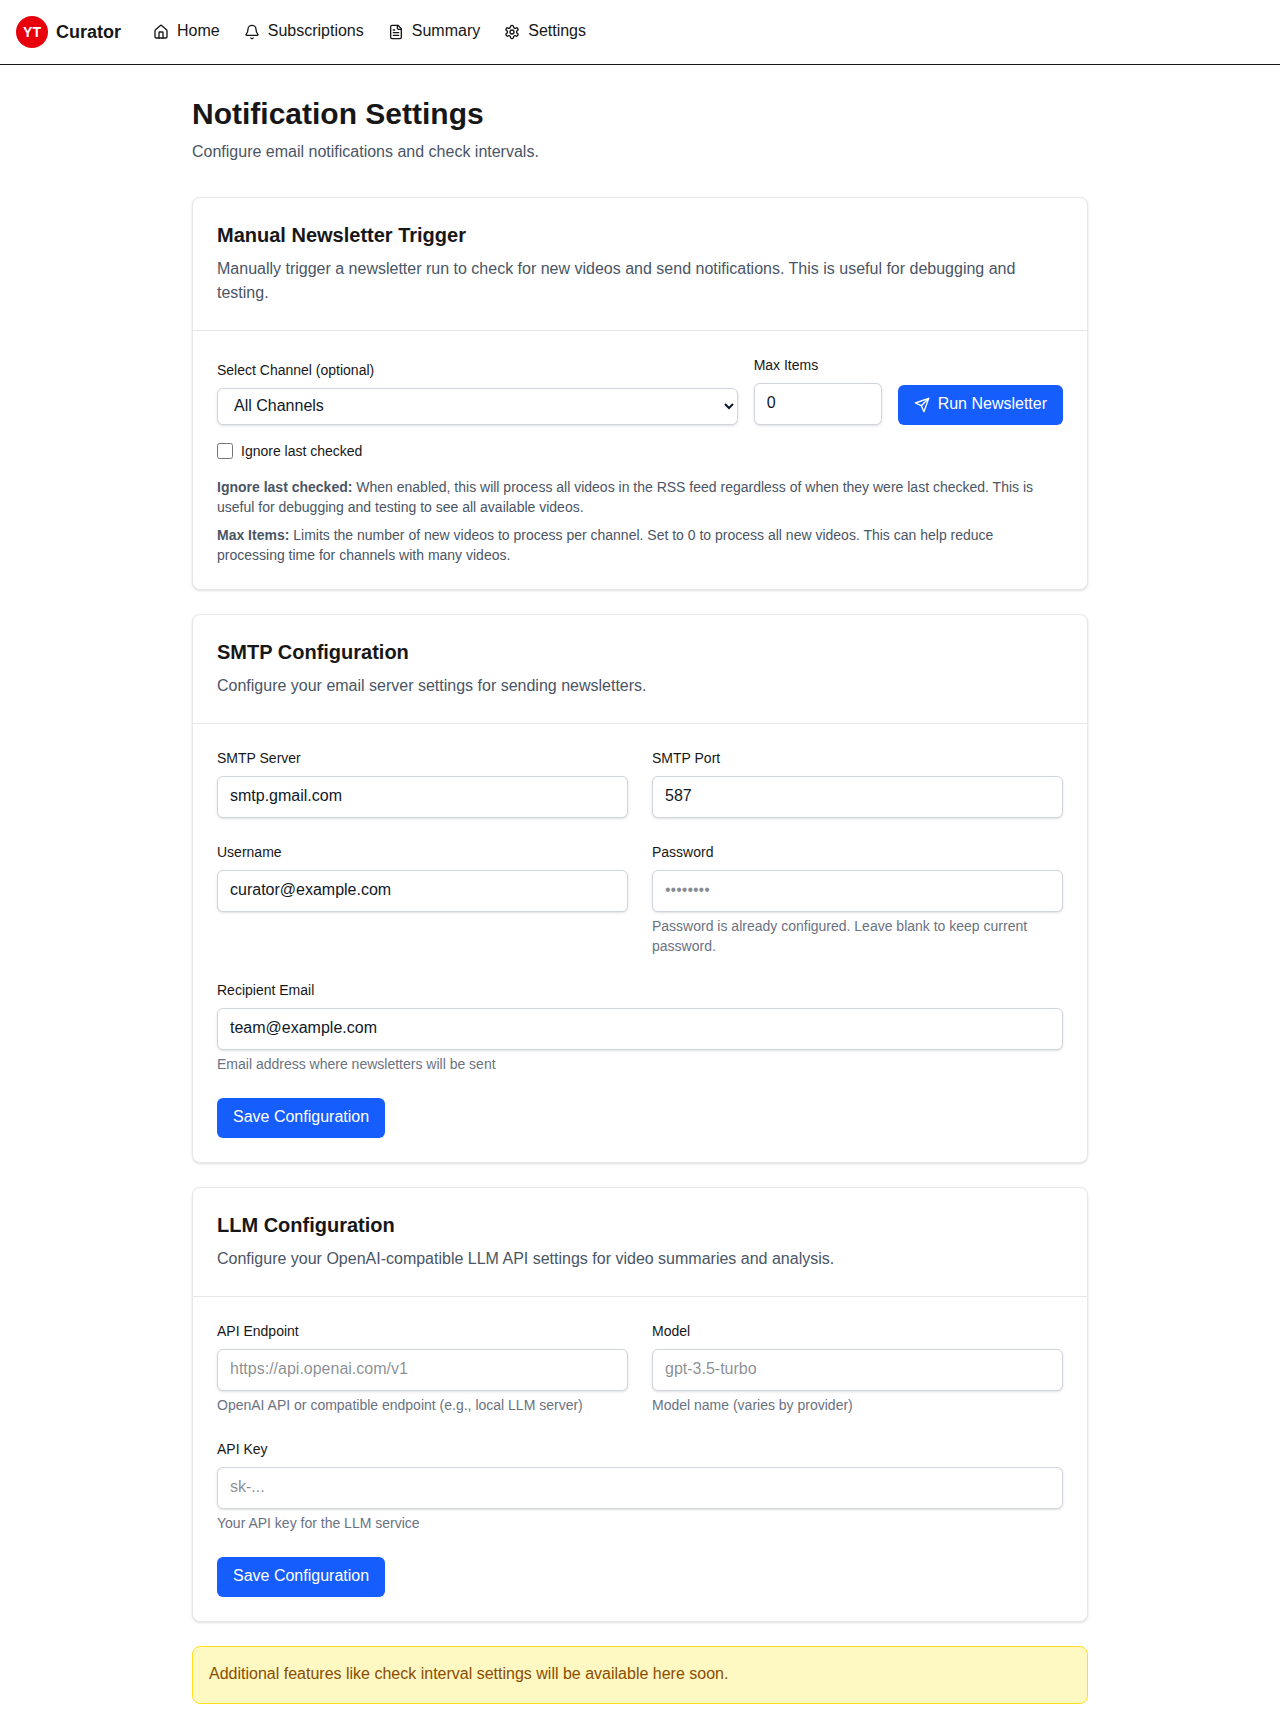 YT Curator Home Subscriptions Summary Settings
Notification Settings
Configure email notifications and check intervals.
Manual Newsletter Trigger
Manually trigger a newsletter run to check for new videos and send notifications. This is useful for debugging and
testing.
Select Channel (optional)
All Channels
Max Items
0
Run Newsletter
Ignore last checked
Ignore last checked: When enabled, this will process all videos in the RSS feed regardless of when they were last checked. This is
useful for debugging and testing to see all available videos.
Max Items: Limits the number of new videos to process per channel. Set to 0 to process all new videos. This can help reduce
processing time for channels with many videos.
SMTP Configuration
Configure your email server settings for sending newsletters.
SMTP Server
smtp.gmail.com
SMTP Port
587
Username
curator@example.com
Password
••••••••
Password is already configured. Leave blank to keep current
password.
Recipient Email
team@example.com
Email address where newsletters will be sent
Save Configuration
LLM Configuration
Configure your OpenAI-compatible LLM API settings for video summaries and analysis.
API Endpoint
https://api.openai.com/v1
OpenAI API or compatible endpoint (e.g., local LLM server)
Model
gpt-3.5-turbo
Model name (varies by provider)
API Key
sk-...
Your API key for the LLM service
Save Configuration
Additional features like check interval settings will be available here soon.